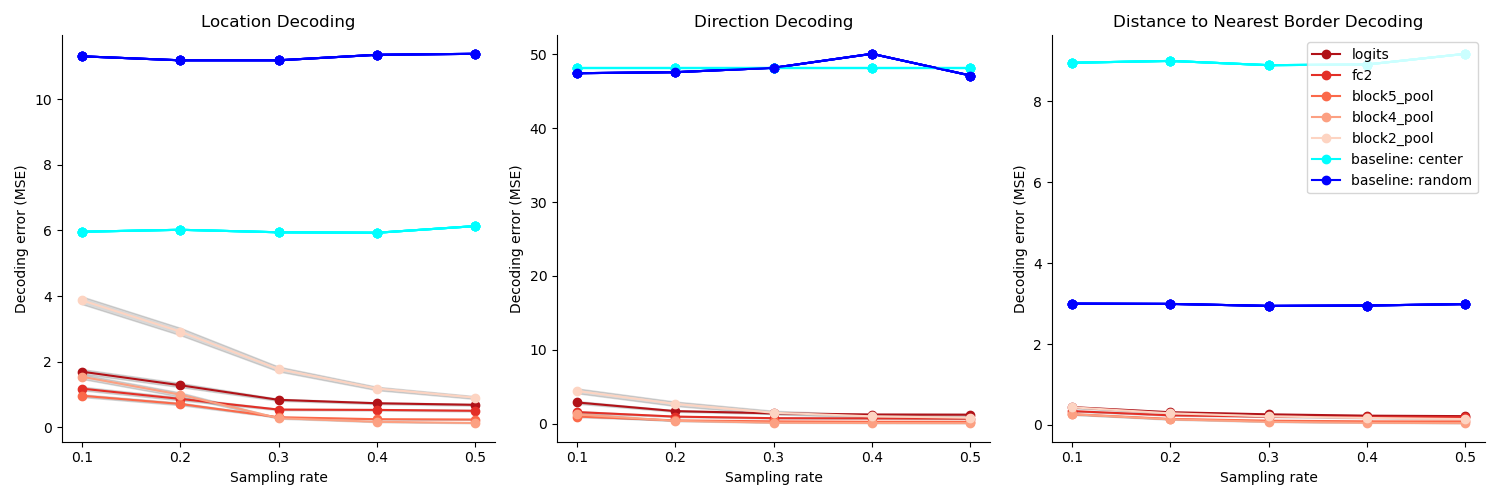 Location Decoding
Decoding error (MSE)
10
8
6
4
2
0
0.1 0.2 0.3 0.4 0.5
Sampling rate
Direction Decoding
Decoding error (MSE)
50
40
30
20
10
0
0.1 0.2 0.3 0.4 0.5
Sampling rate
Distance to Nearest Border Decoding
Decoding error (MSE)
8
6
4
2
0
0.1 0.2 0.3 0.4 0.5
Sampling rate
logits
fc2
block5_pool
block4_pool
block2_pool
baseline: center
baseline: random